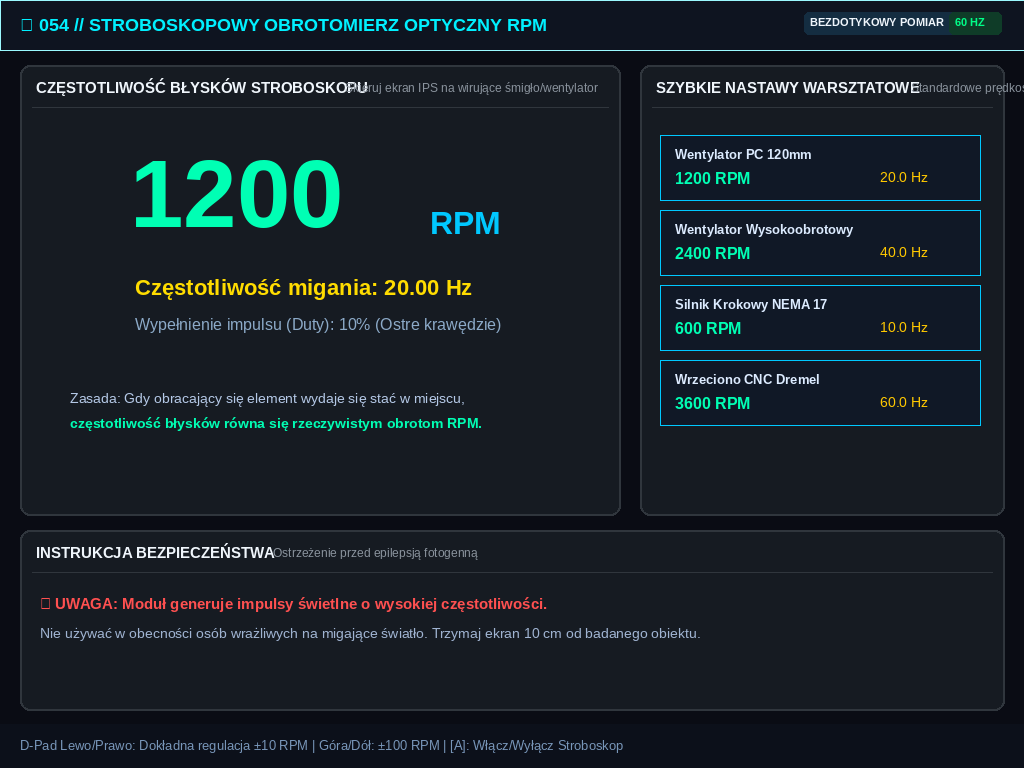 054 // STROBOSKOPOWY OBROTOMIERZ OPTYCZNY RPM
BEZDOTYKOWY POMIAR 60 HZ
CZĘSTOTLIWOŚĆ BŁYSKÓW STROBOSKOPU
ekran IPS na wirujące śmigło/wentylator
1200 RPM
Częstotliwość migania: 20.00 Hz
Wypełnienie impulsu (Duty): 10% (Ostre krawędzie)
Zasada: Gdy obracający się element wydaje się stać w miejscu,
częstotliwość błysków równa się rzeczywistym obrotom RPM.
SZYBKIE NASTAWY WARSZTATOWE
Wentylator PC 120mm
1200 RPM 20.0 Hz
Wentylator Wysokoobrotowy
2400 RPM 40.0 Hz
Silnik Krokowy NEMA 17
600 RPM 10.0 Hz
Wrzeciono CNC Dremel
3600 RPM 60.0 Hz
INSTRUKCJA BEZPIECZEŃSTWA Ostrzeżenie przed epilepsją fotogenną
UWAGA: Moduł generuje impulsy świetlne o wysokiej częstotliwości.
Nie używać w obecności osób wrażliwych na migające światło. Trzymaj ekran 10 cm od badanego obiektu.
D-Pad Lewo/Prawo: Dokładna regulacja ±10 RPM | Góra/Dół: ±100 RPM | [A]: Włącz/Wyłącz Stroboskop